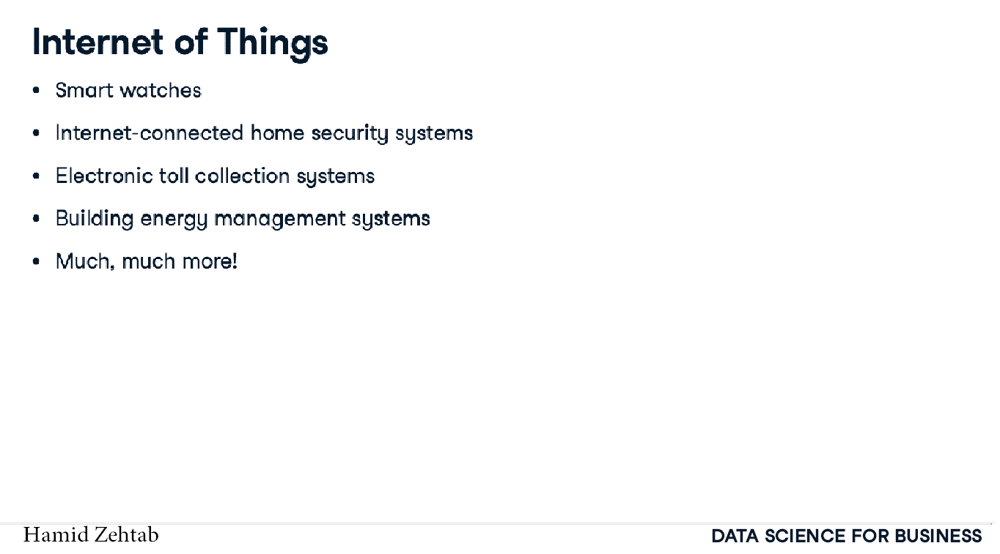 Internet of Things
• Smart watches
• Internet-connected home security systems
• Electronic toll collection systems
• Building energy management systems
• Much, much more!
Hamid Zehtab
DATA SCIENCE FOR BUSINESS